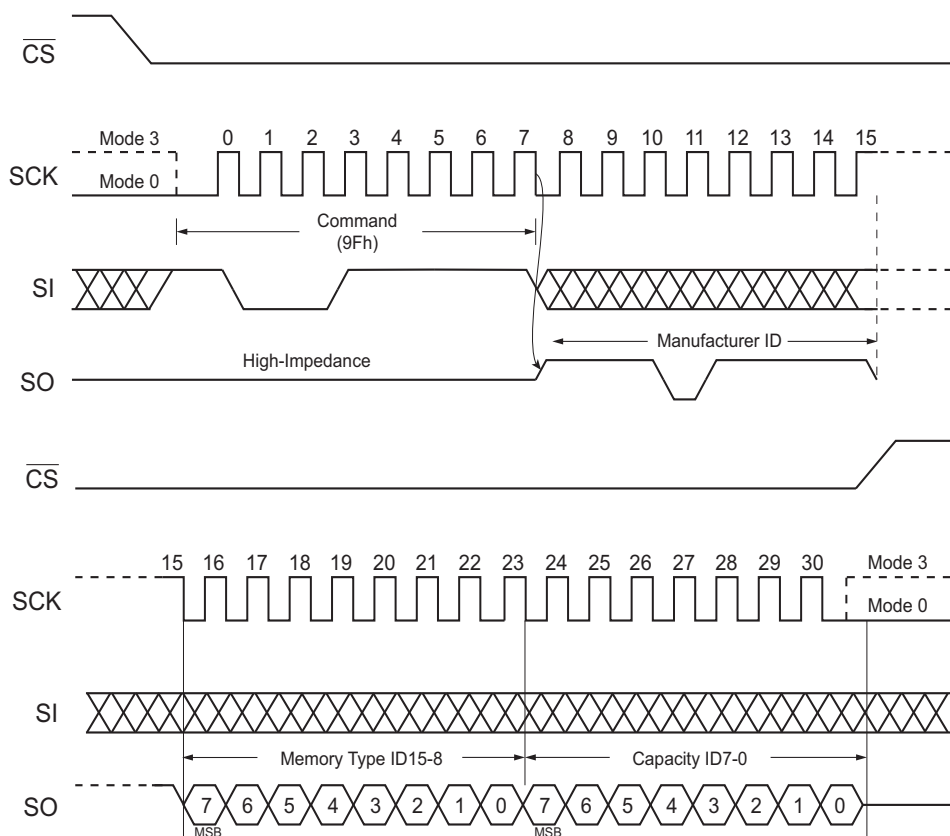 CS
Mode 3
0 1 2 3 4 5 6 7 8 9 10 11 12 13 14 15
SCK
Mode 0
Command
(9Fh)
SI
Manufacturer ID
High-Impedance
SO
CS
15 16 17 18 19 20 21 22 23 24 25 26 27 28 29 30
Mode 3
SCK
Mode 0
SI
Memory Type ID15-8
Capacity ID7-0
SO
7 6 5 4 3 2 1 0 7 6 5 4 3 2 1 0
MSB
MSB